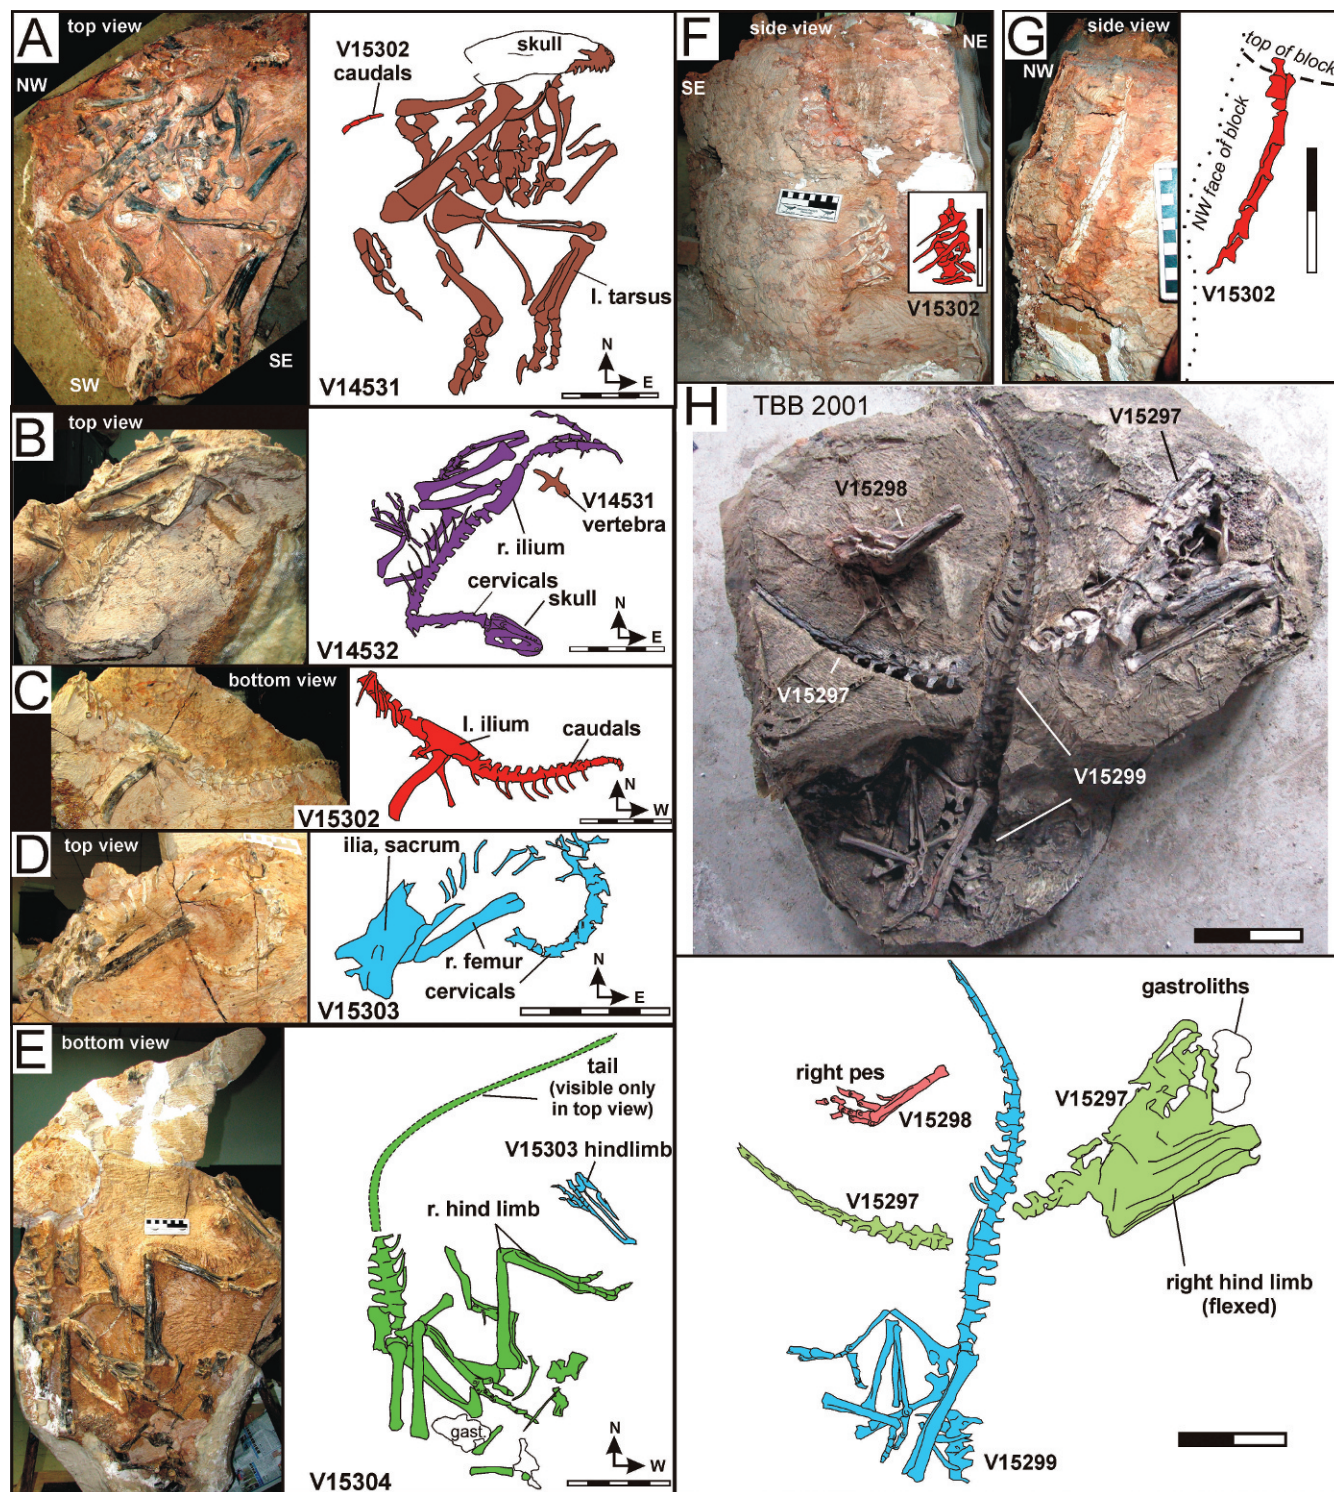 A
top view
NW
SW
SE
V15302
caudals
skull
l. tarsus
N
E
V14531
B
top view
V14531
vertebra
r. ilium
cervicals
skull
N
E
V14532
C
bottom view
l. ilium
caudals
N
W
V15302
D
top view
ilia, sacrum
r. femur
cervicals
N
E
V15303
E
bottom view
tail
(visible only
in top view)
V15303 hindlimb
r. hind limb
gast.
N
W
V15304
F
side view
NE
SE
V15302
G
side view
NW
top of block
NW face of block
V15302
H
TBB 2001
V15297
V15298
V15297
V15299
gastroliths
right pes
V15297
V15298
V15297
right hind limb
(flexed)
V15299